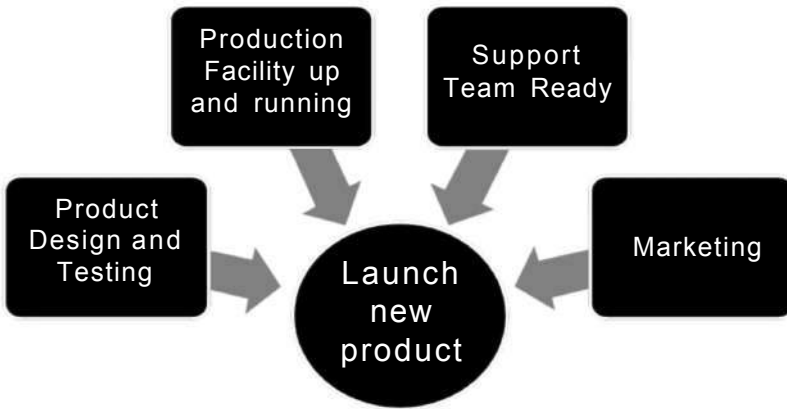 Production
Facility up
and running
Support
Team Ready
Product
Design and
Testing
Marketing
Launch
new
product